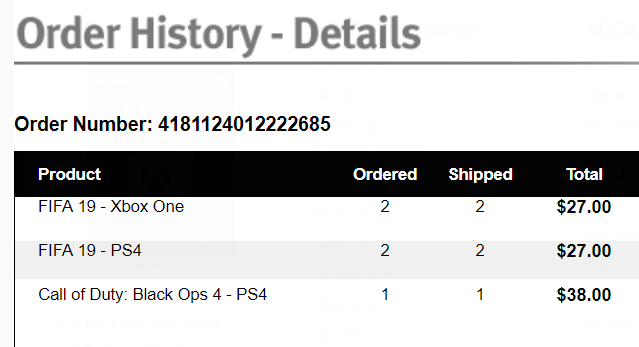 Order History - Details
Order Number: 4181124012222685
Product Ordered Shipped Total
FIFA 19 - Xbox One 2 2 $27.00
FIFA 19 - PS4 2 2 $27.00
Call of Duty: Black Ops 4 - PS4 1 1 $38.00